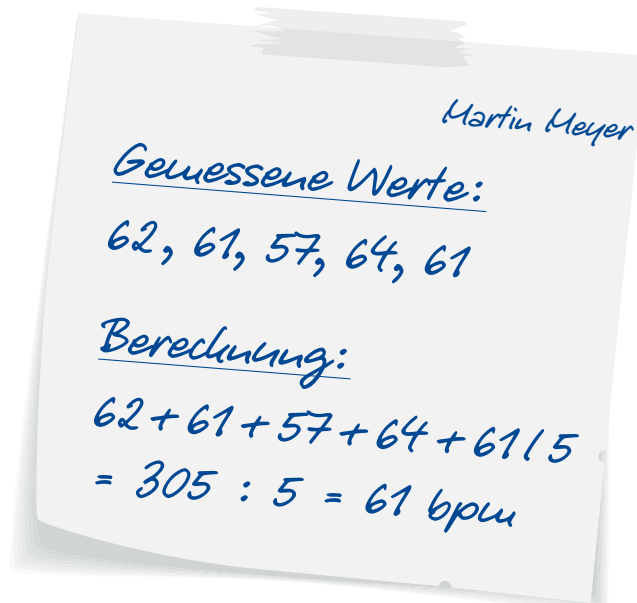 Martin Meyer
Gemessene Werte:
62, 61, 57, 64, 61
Berechnung:
62 + 61 + 57 + 64 + 61 / 5
= 305 : 5 = 61 bpm